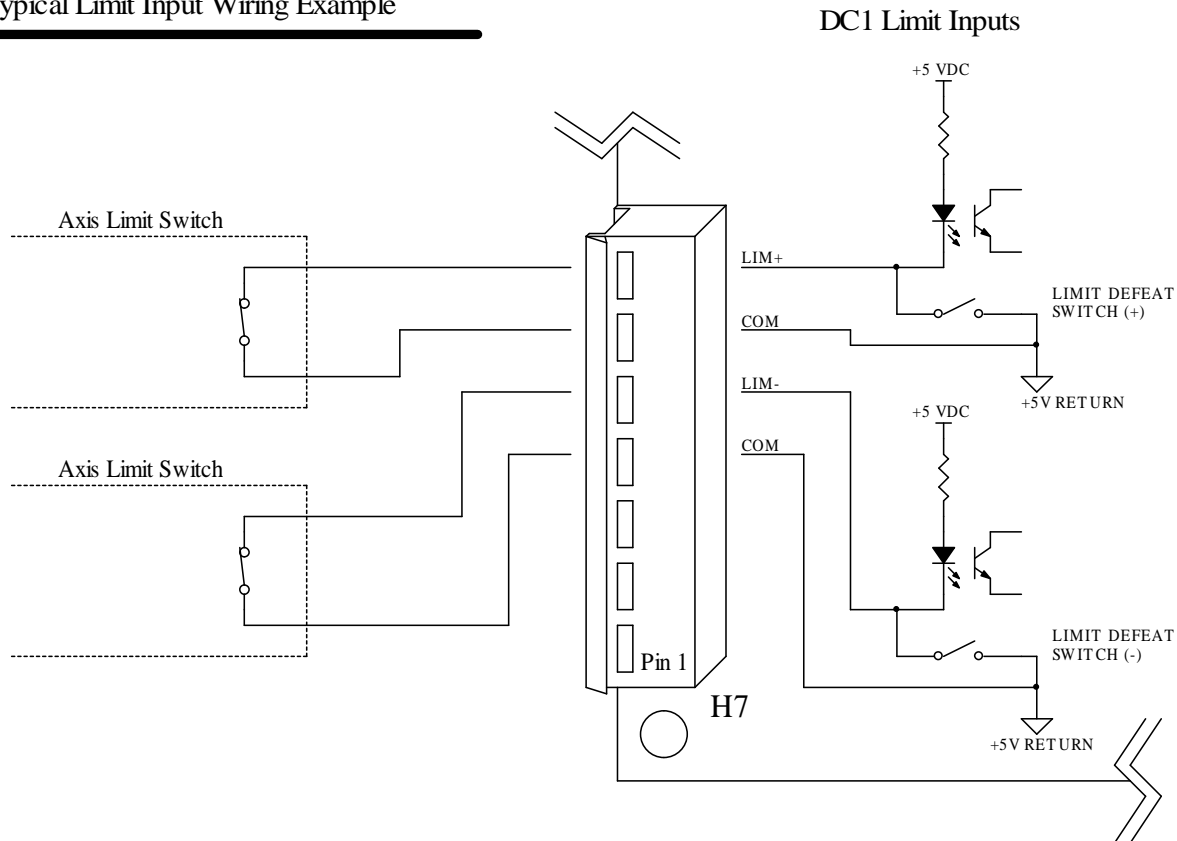 ypical Limit Input Wiring Example
DC1 Limit Inputs
+5 VDC
Axis Limit Switch
LIM+
LIMIT DEFEAT
SWITCH (+)
COM
LIM-
+5V RETURN
+5 VDC
COM
Axis Limit Switch
LIMIT DEFEAT
SWITCH (-)
Pin 1
H7
+5V RETURN